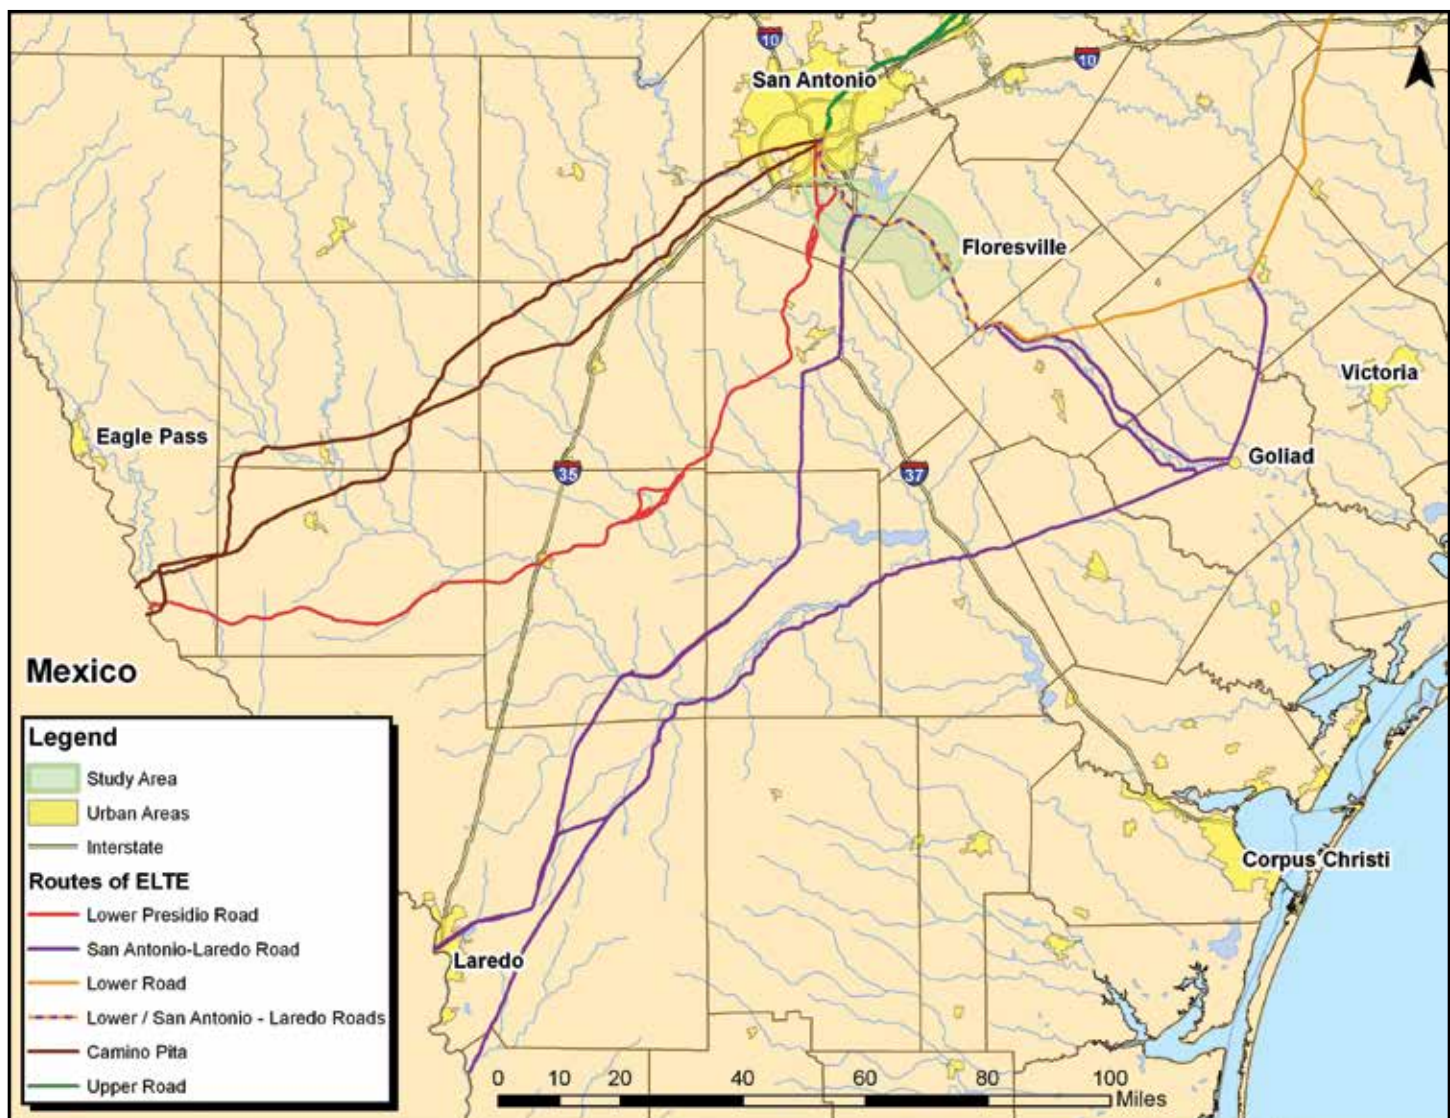 N
10
10
San Antonio
Floresville
Victoria
Eagle Pass
Goliad
35
37
Mexico
Legend
Study Area
Urban Areas
Interstate
Routes of ELTE
Lower Presidio Road
San Antonio-Laredo Road
Lower Road
Lower / San Antonio - Laredo Roads
Camino Pita
Upper Road
Corpus Christi
Laredo
0 10 20 40 60 80 100
Miles